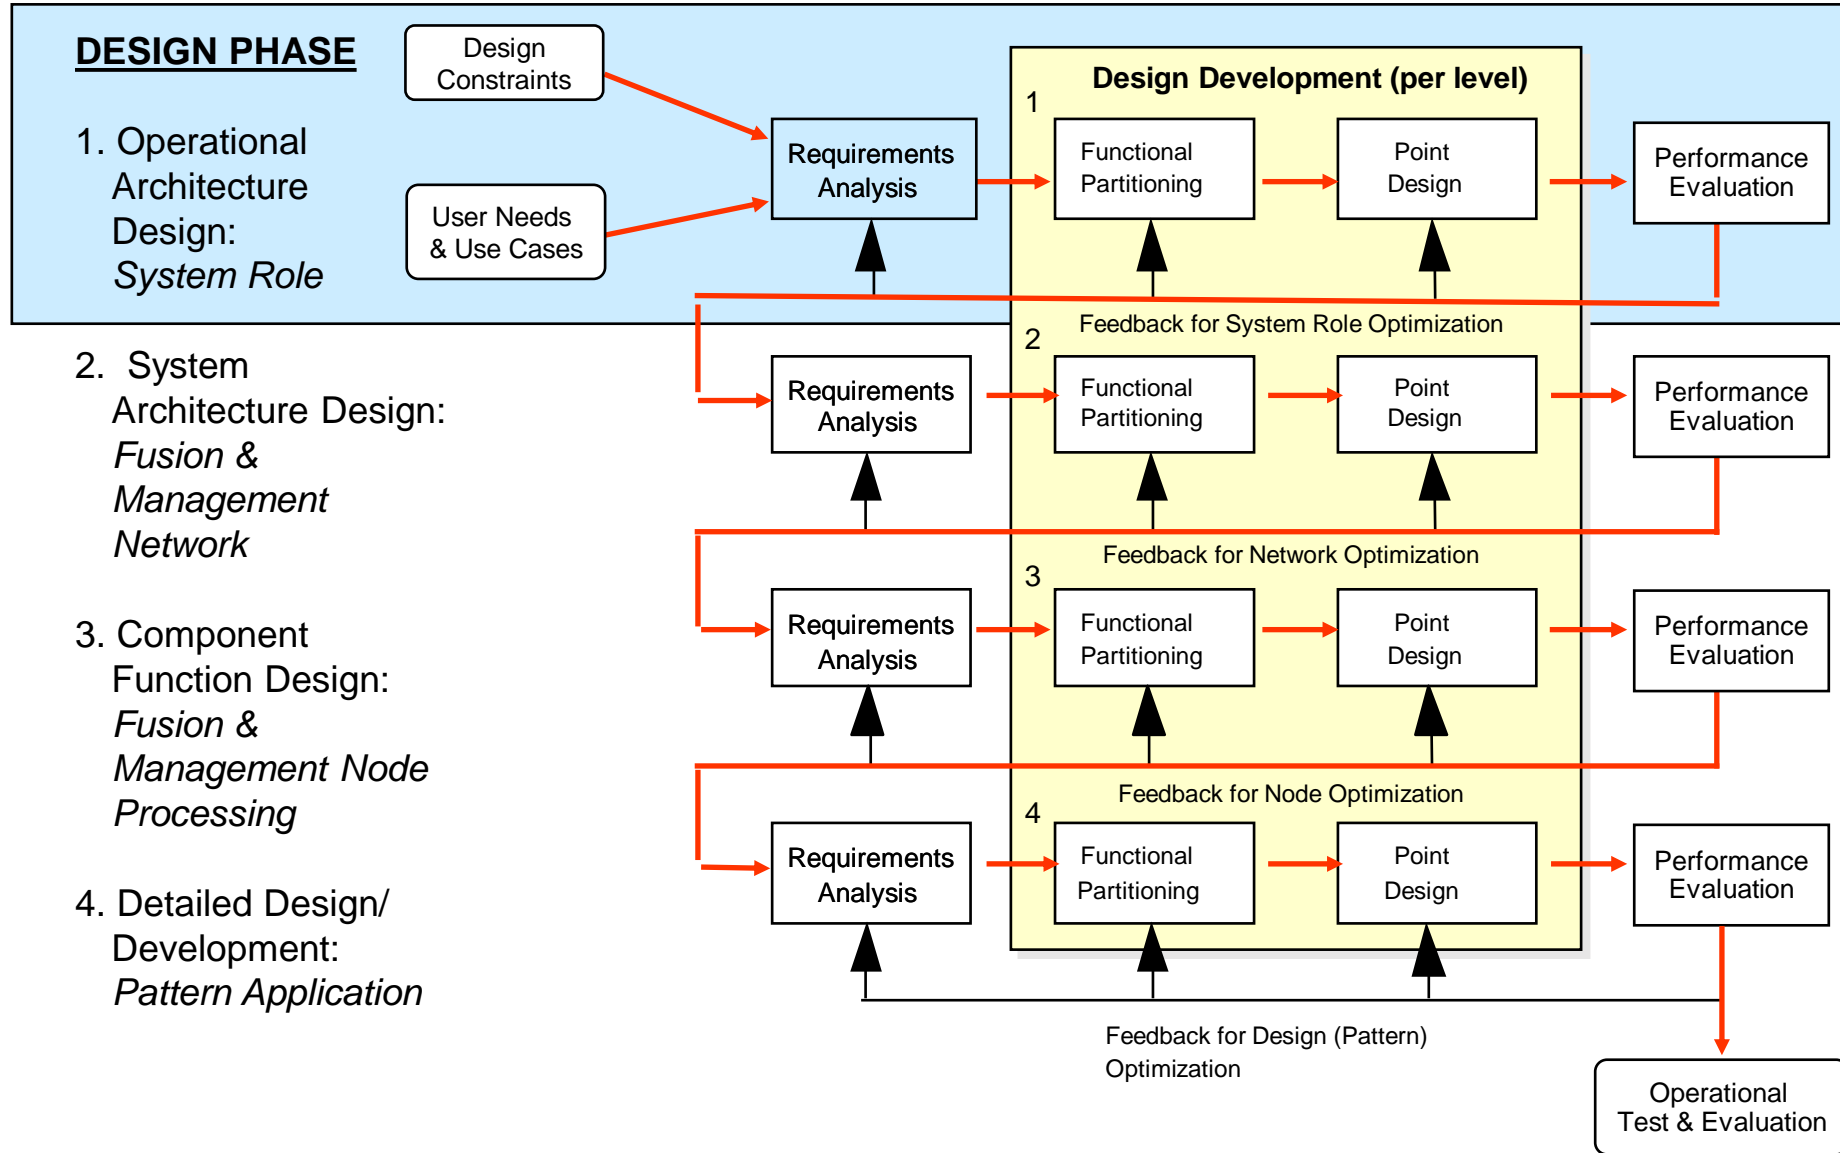 DESIGN PHASE
Design
Constraints
User Needs
& Use Cases
Design Development (per level)
1. Operational
Architecture
Design:
System Role
Requirements
Analysis
1
Functional
Partitioning
Point
Design
Performance
Evaluation
Feedback for System Role Optimization
2. System
Architecture Design:
Fusion &
Management
Network
Requirements
Analysis
2
Functional
Partitioning
Point
Design
Performance
Evaluation
Feedback for Network Optimization
3. Component
Function Design:
Fusion &
Management Node
Processing
Requirements
Analysis
3
Functional
Partitioning
Point
Design
Performance
Evaluation
Feedback for Node Optimization
4. Detailed Design/
Development:
Pattern Application
Requirements
Analysis
4
Functional
Partitioning
Point
Design
Performance
Evaluation
Feedback for Design (Pattern)
Optimization
Operational
Test & Evaluation